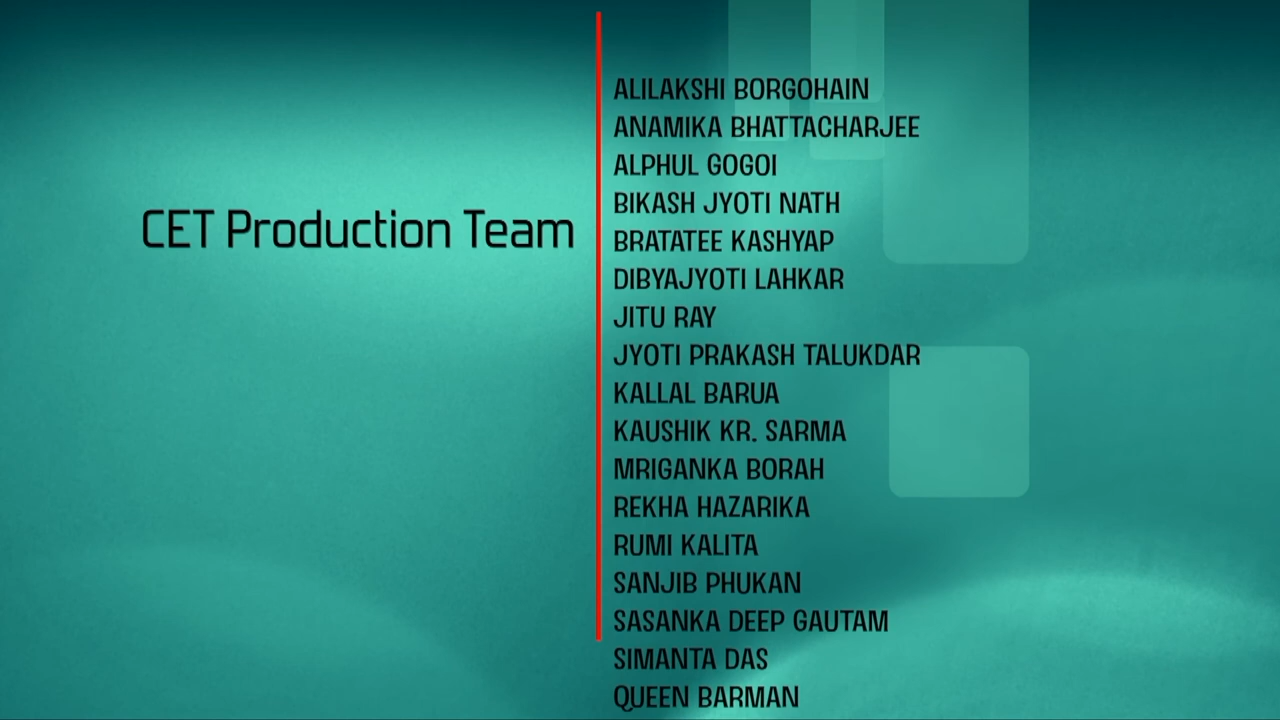 CET Production Team
ALILAKSHI BORGOHAIN
ANAMIKA BHATTACHARJEE
ALPHUL GOGOI
BIKASH JYOTI NATH
BRATATEE KASHYAP
DIBYAJYOTI LAHKAR
JITU RAY
JYOTI PRAKASH TALUKDAR
KALLAL BARUA
KAUSHIK KR. SARMA
MRIGANKA BORAH
REKHA HAZARIKA
RUMI KALITA
SANJIB PHUKAN
SASANKA DEEP GAUTAM
SIMANTA DAS
QUEEN BARMAN